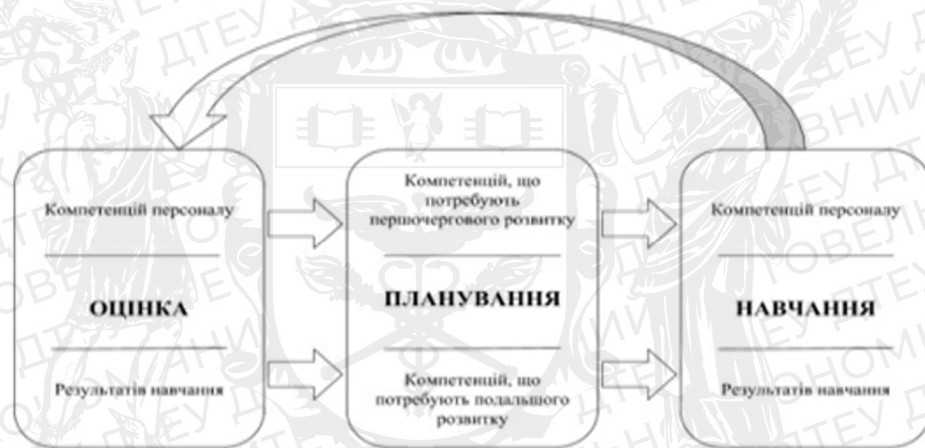 Компетенцій персоналу
ОЦІНКА
Результатів навчання
Компетенцій, що
потребують
першочергового розвитку
ПЛАНУВАННЯ
Компетенцій, що
потребують подальшого
розвитку
Компетенцій персоналу
НАВЧАННЯ
Результатів навчання